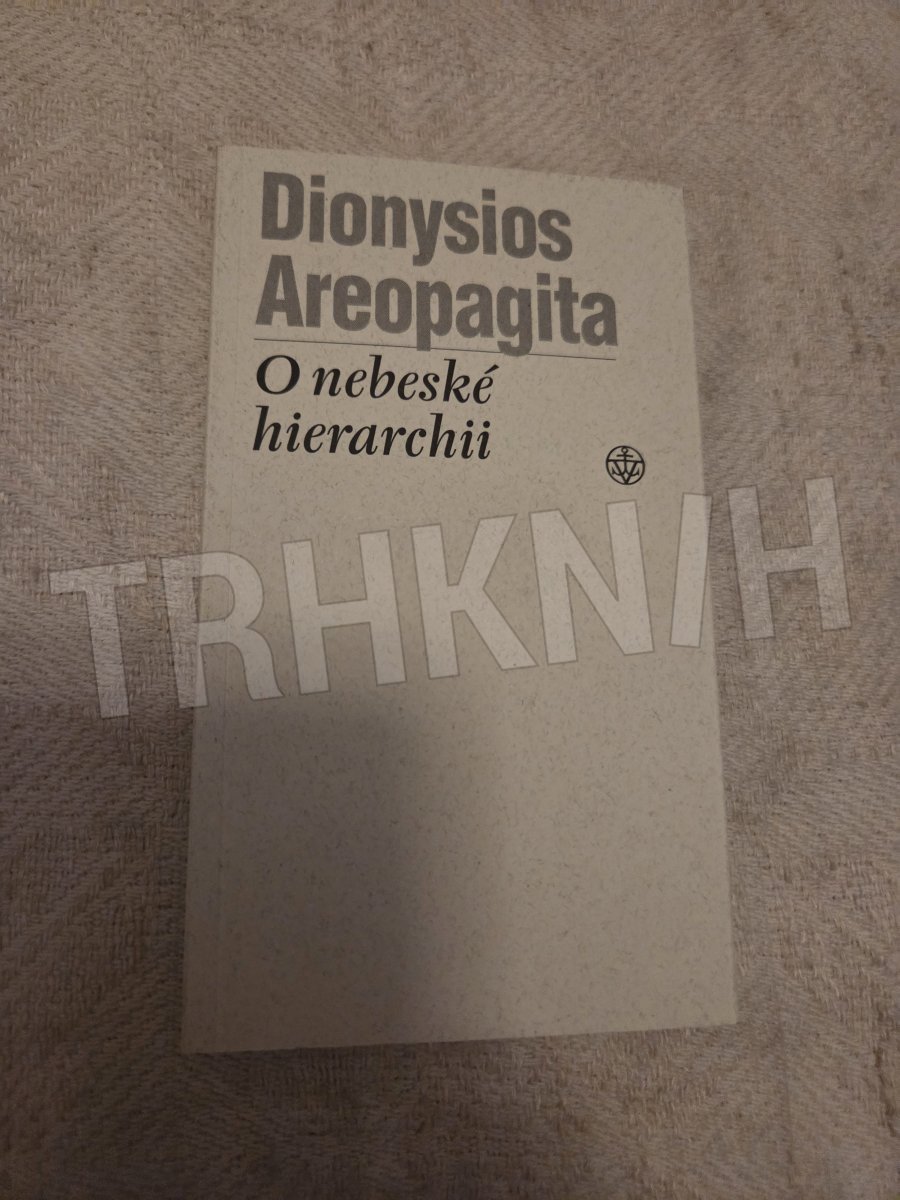 Dionysios
Areopagita
O nebeské
hierarchii
TRHKNIH